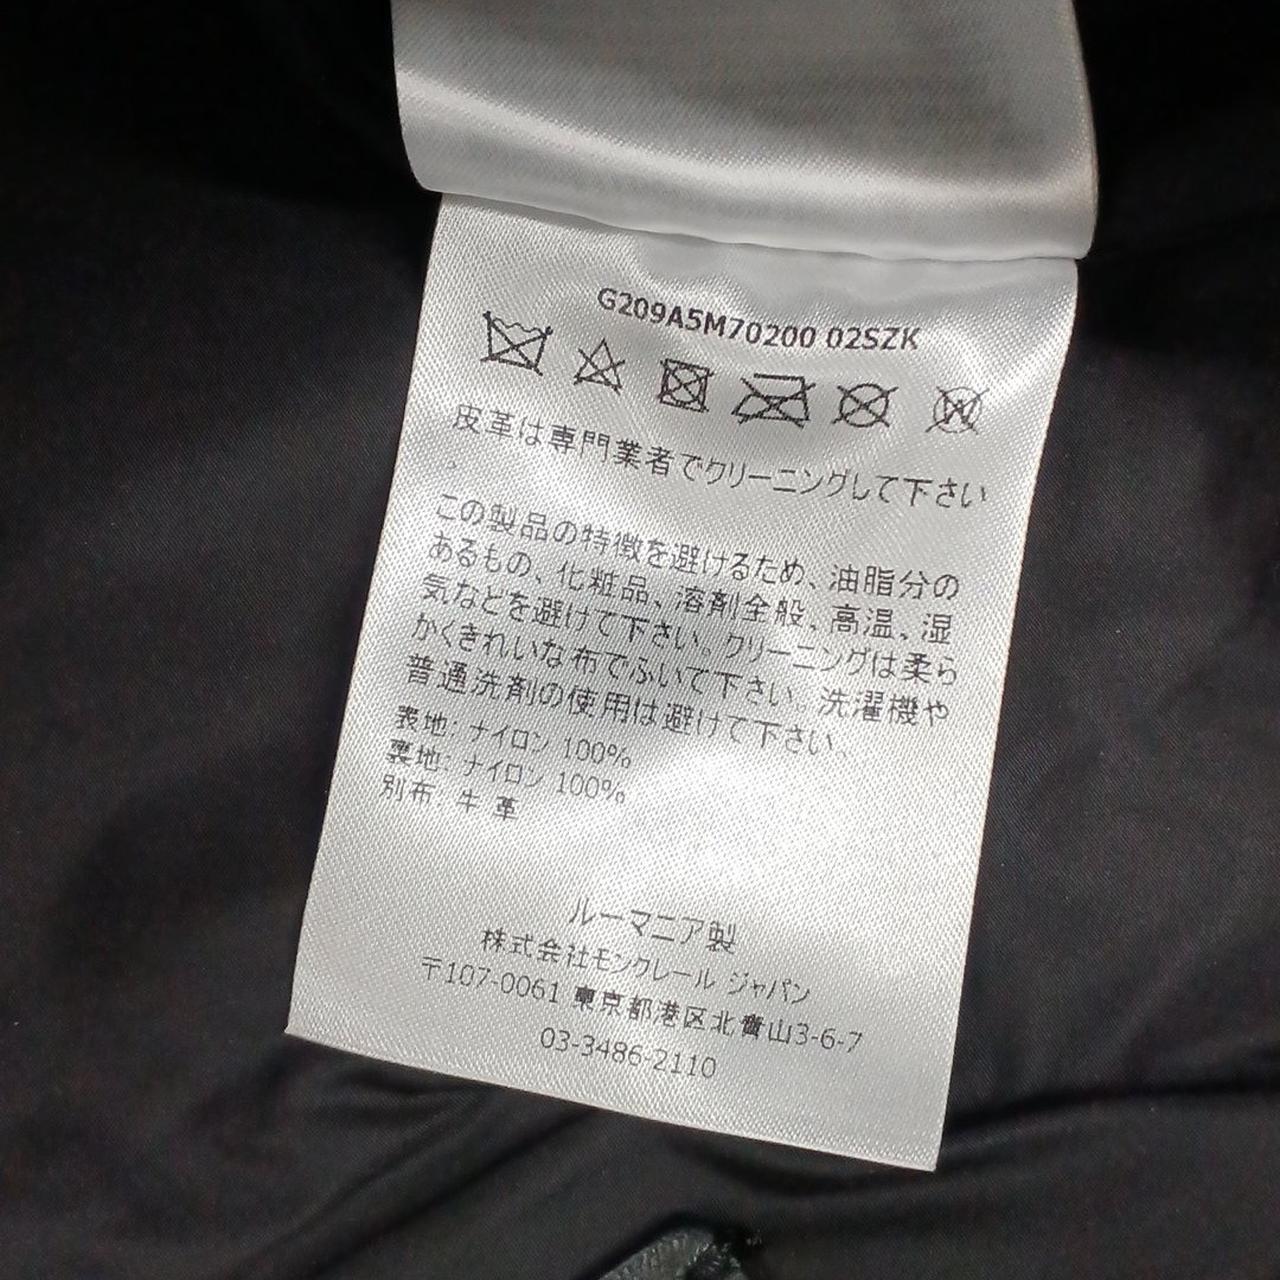 G209A5M70200 02SZK
皮革は専門業者でクリーニングして下さい
この製品の特徴を避けるため、油脂分の
あるもの、化粧品、溶剤全般、高温、湿
気などを避けて下さい。クリーニングは柔ら
かくきれいな布でふいて下さい。洗濯機や
普通洗剤の使用は避けて下さい。
表地: ナイロン 100%
裏地: ナイロン 100%
別布: 牛 革
ルーマニア製
株式会社モンクレール ジャパン
〒107-0061 東京都港区北青山3-6-7
03-3486-2110